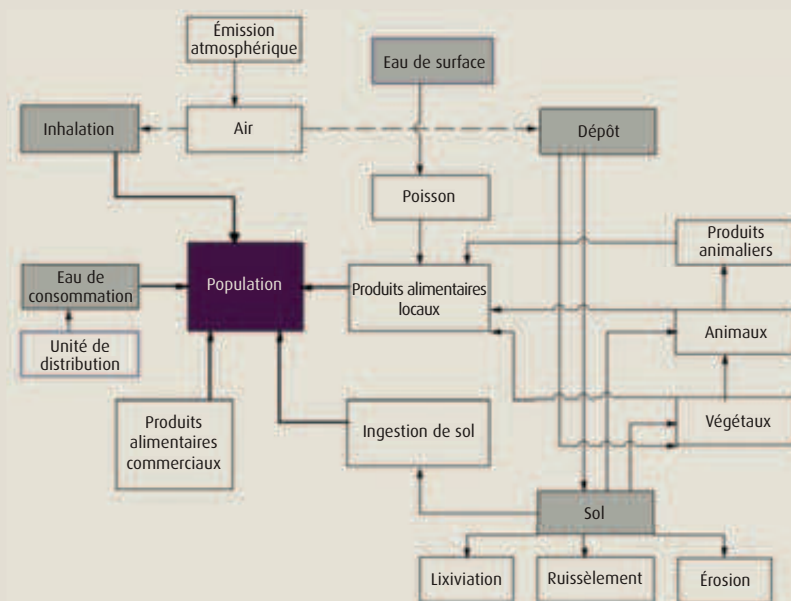 Émission
atmosphérique
Eau de surface
Inhalation
Air
Dépôt
Poisson
Produits
animaliers
Eau de
consommation
Population
Produits alimentaires
locaux
Animaux
Unité de
distribution
Produits
alimentaires
commerciaux
Ingestion de sol
Végétaux
Sol
Lixiviation
Ruissèlement
Érosion